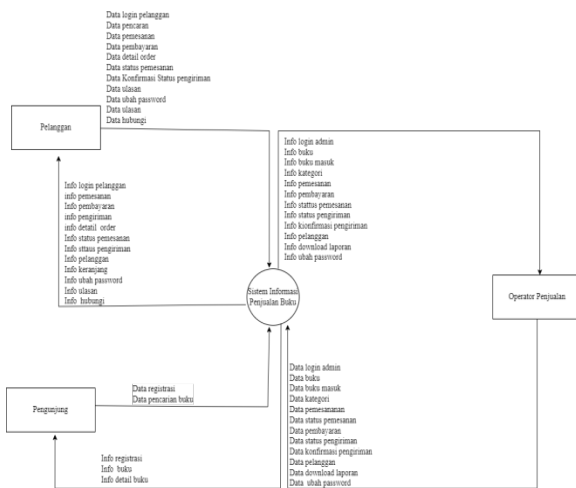 Data login pelanggan
Data pencaran
Data pemesanan
Data pembayaran
Data detail order
Data status pemesanan
Data Konfirmasi Status pengiriman
Data ulasan
Data ubah password
Data ulasan
Data hubungi
Pelanggan
Info login admin
Info buku
Info buku masuk
Info kategori
Info pemesanan
Info pembayaran
Info stattus pemesanan
Info status pengiriman
Info kionfirmasi pengiriman
Info pelanggan
Info download laporan
Info ubah password
Info login pelanggan
info pemesanan
Info pembayaran
info pengiriman
info detatil order
Info status pemesanan
Info sttaus pengiriman
Info pelanggan
Info keranjang
Info ubah password
Info ulasan
Info hubungi
Sistem Informasi
Penjualan Buku
Operator Penjualan
Pengunjung
Data registrasi
Data pencarian buku
Data login admin
Data buku
Data buku masuk
Data kategori
Data pemesananan
Data status pemesanan
Data pembayaran
Data status pengiriman
Data konfirmasi pengiriman
Data pelanggan
Data download laporan
Data ubah password
Info registrasi
Info buku
Info detail buku